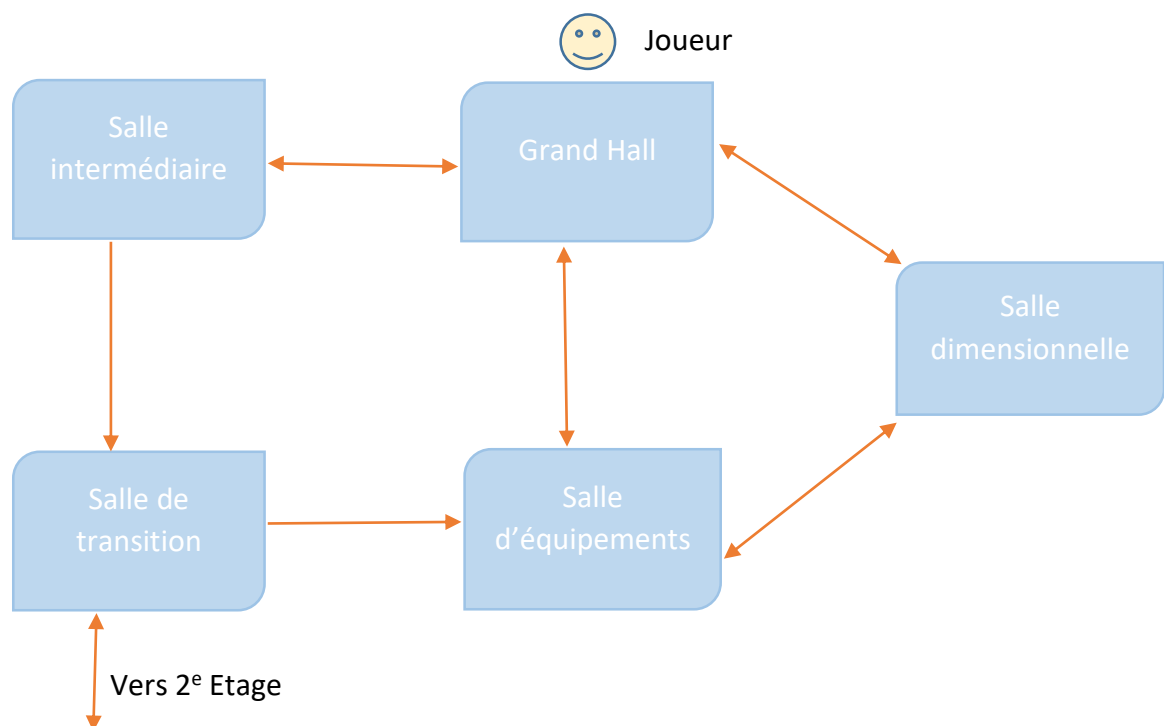 Joueur
Salle
intermédiaire
Grand Hall
Salle
dimensionnelle
Salle de
transition
Salle
d’équipements
Vers 2e Etage